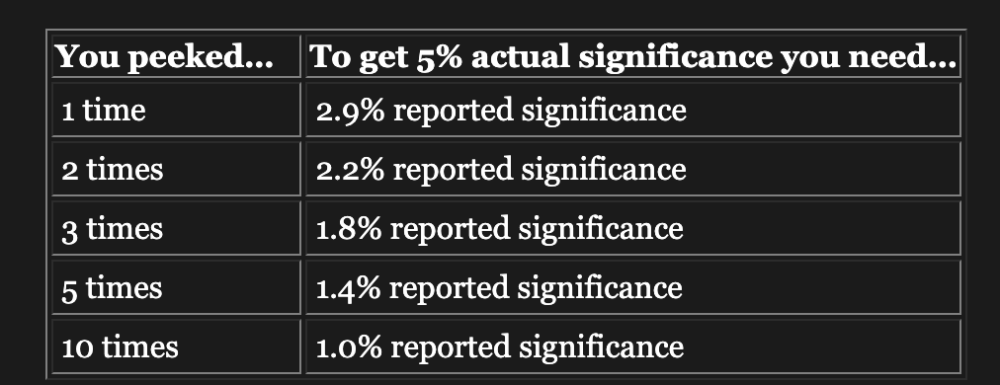 You peeked... To get 5% actual significance you need...
1 time 2.9% reported significance
2 times 2.2% reported significance
3 times 1.8% reported significance
5 times 1.4% reported significance
10 times 1.0% reported significance